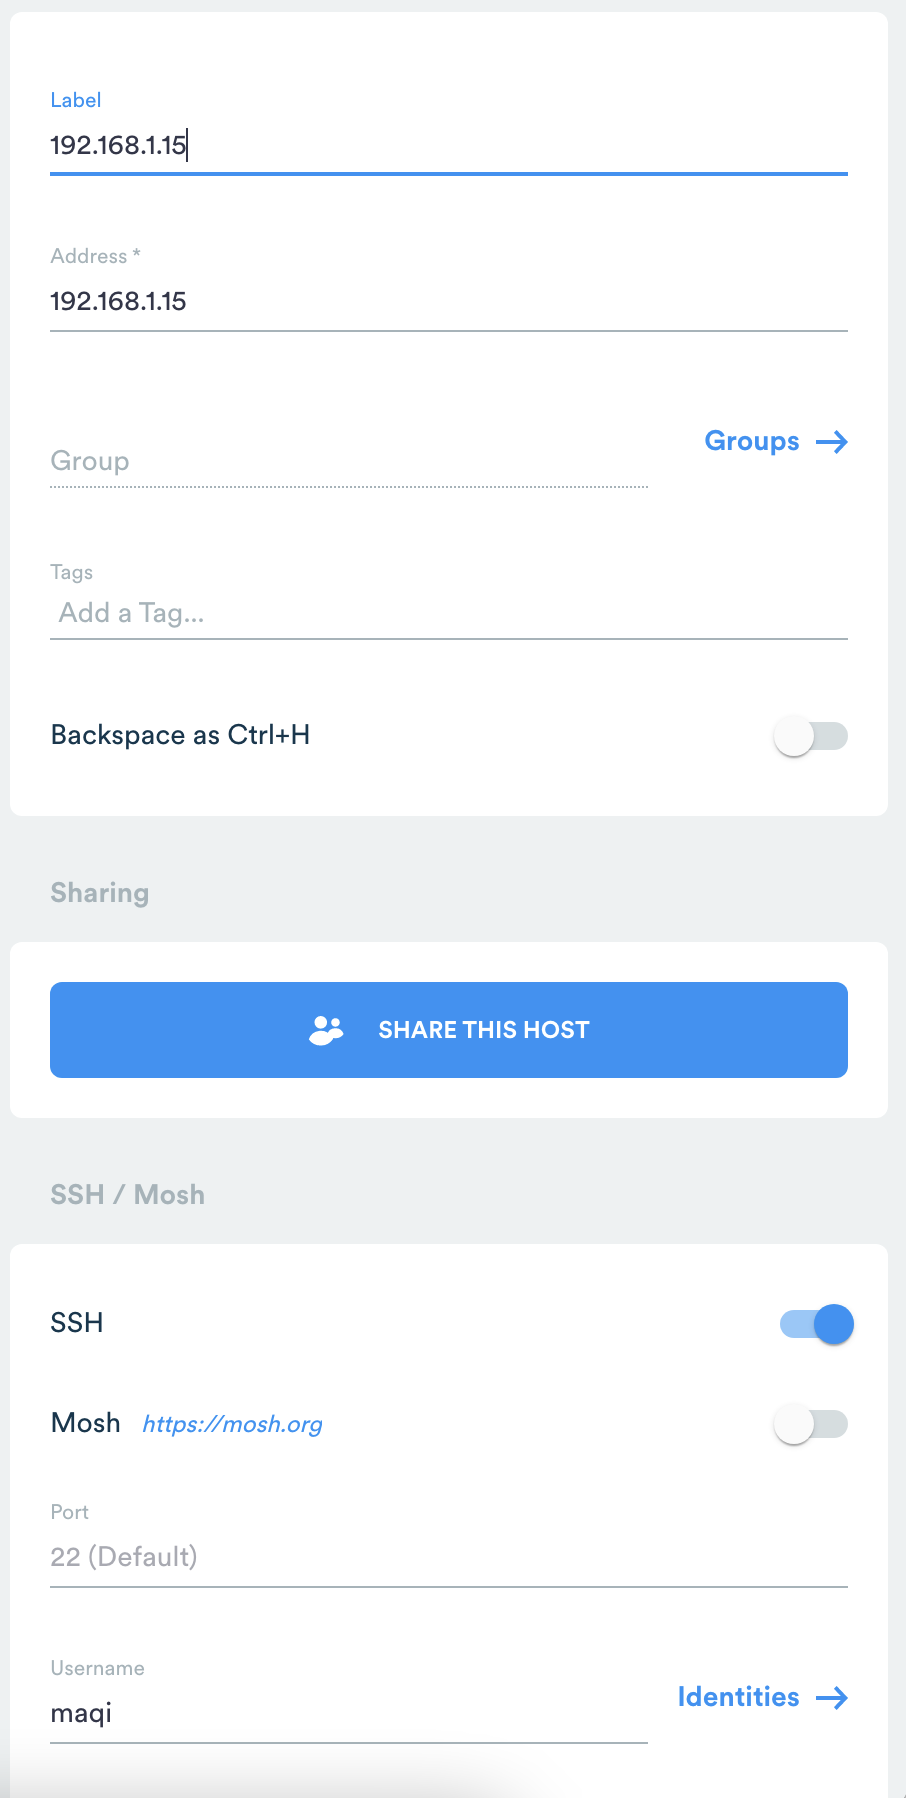 Label
192.168.1.15
Address *
192.168.1.15
Groups
Group
Tags
Add a Tag...
Backspace as Ctrl+H
Sharing
SHARE THIS HOST
SSH / Mosh
SSH
Mosh https://mosh.org
Port
22 (Default)
Username
Identities
maqi